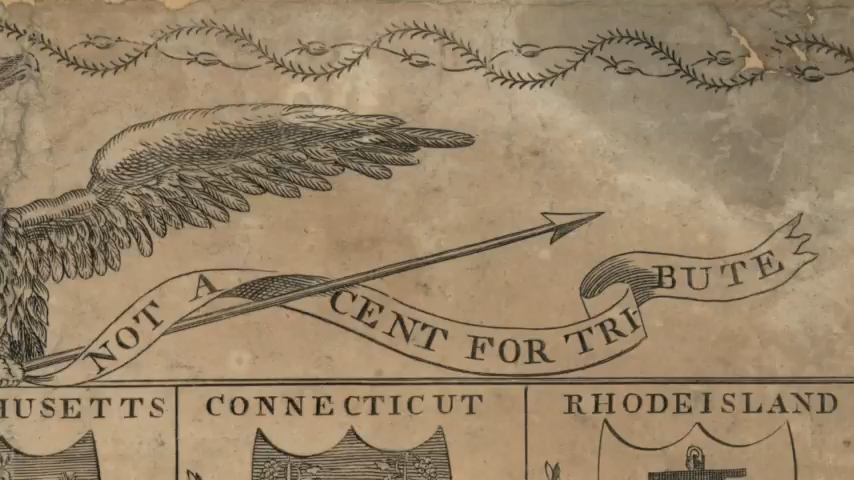 NOT A CENT FOR TRI-BUTE
HUSETTS
CONNECTICUT
RHODEISLAND